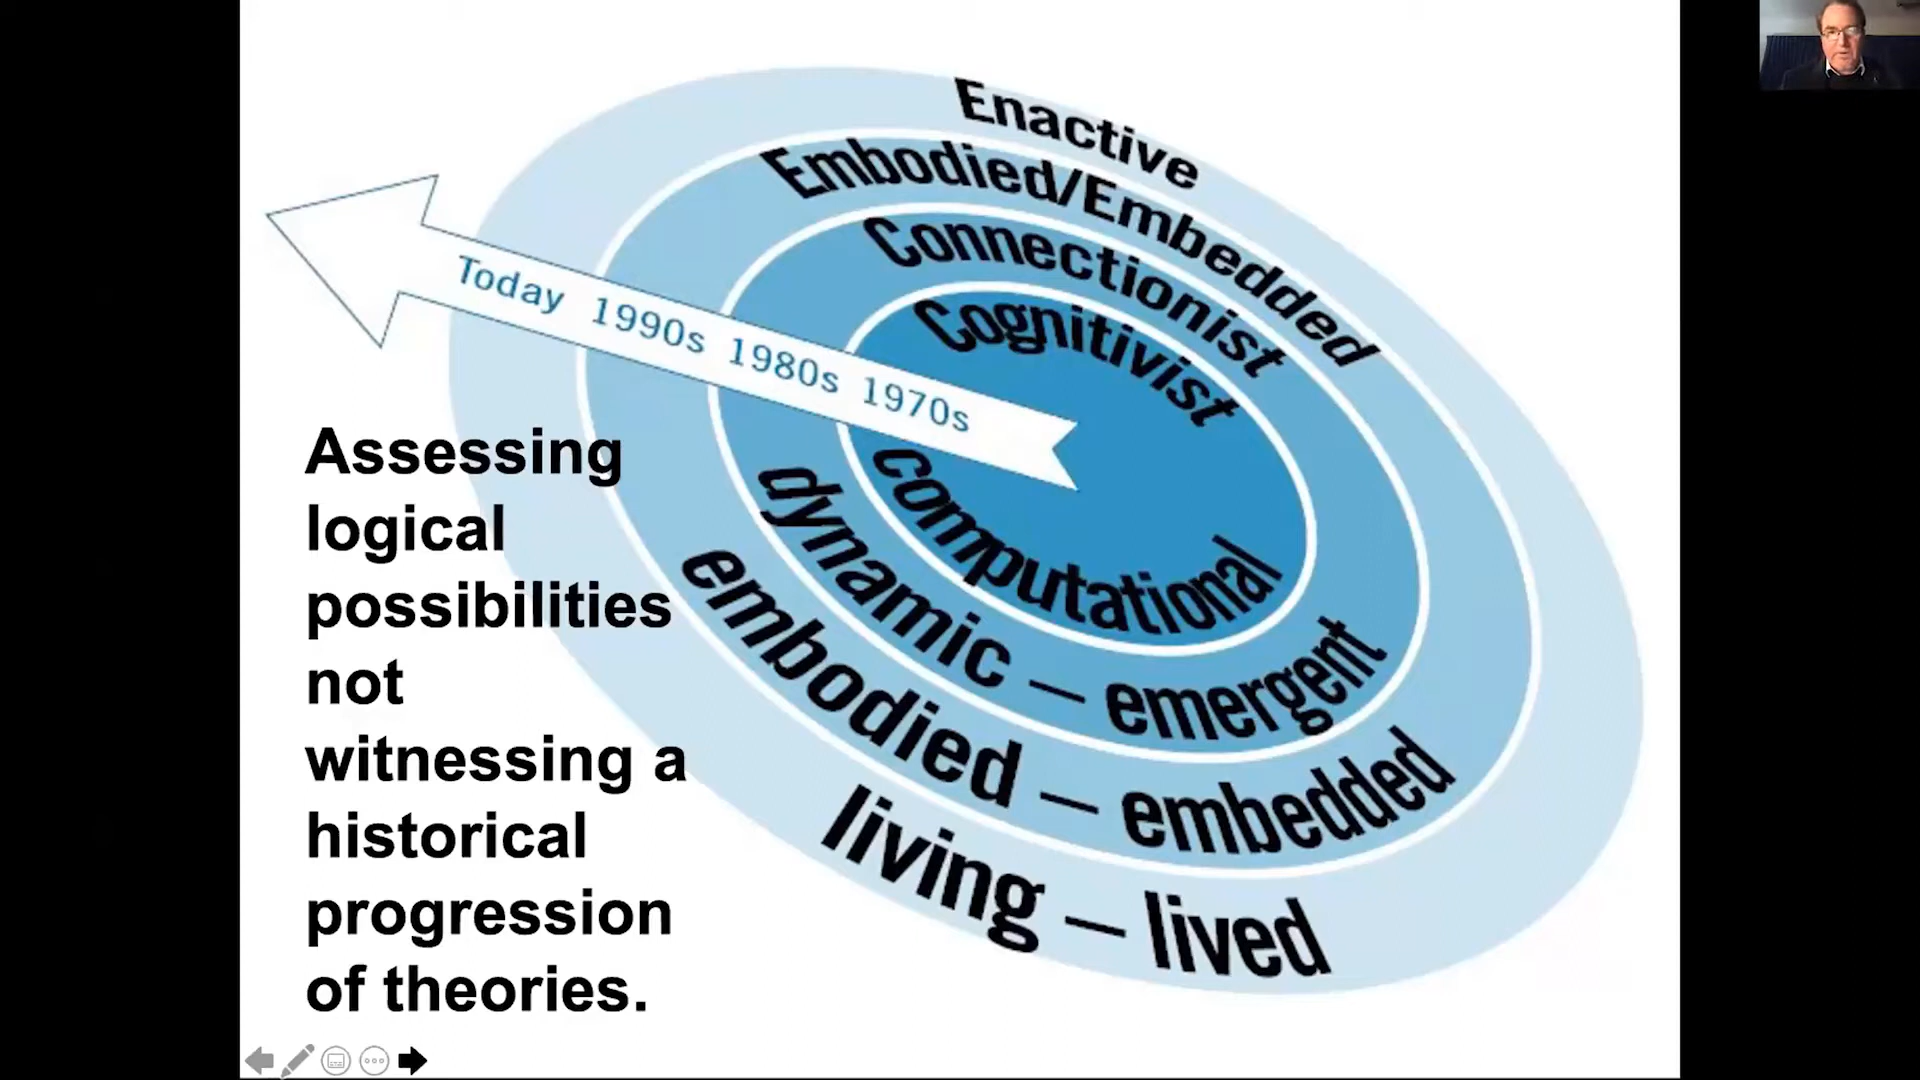 Enactive
Embodied/Embedded
Connectionist
Cognitivist
Today 1990s 1980s 1970s
computational
dynamic – emergent
embodied – embedded
living – lived
Assessing
logical
possibilities
not
witnessing a
historical
progression
of theories.